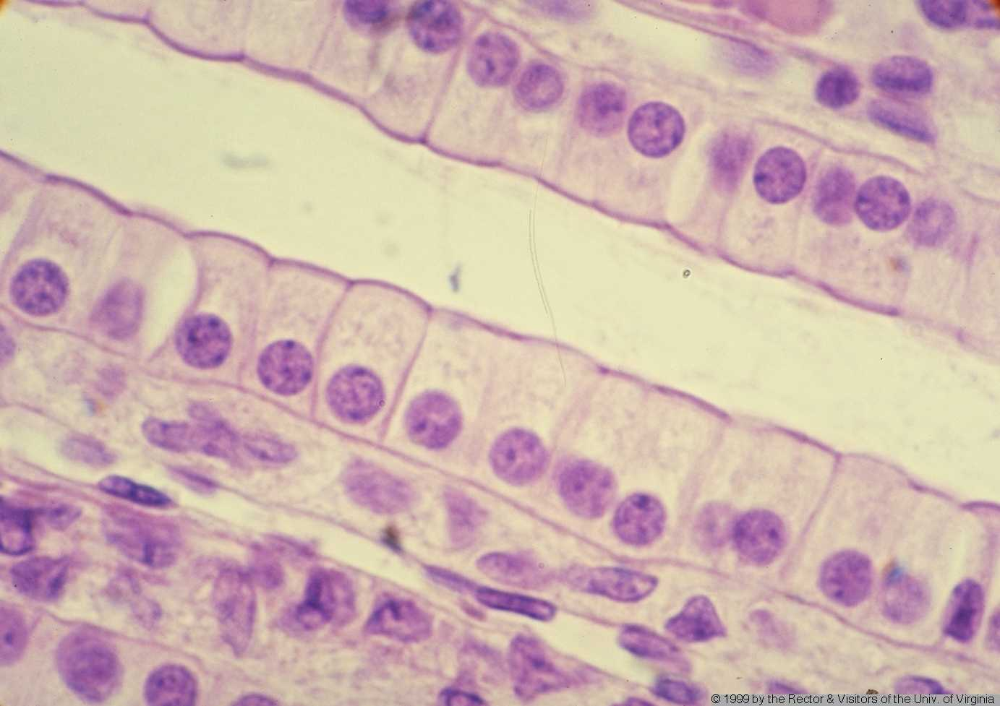 © 1999 by the Rector & Visitors of the Univ. of Virginia